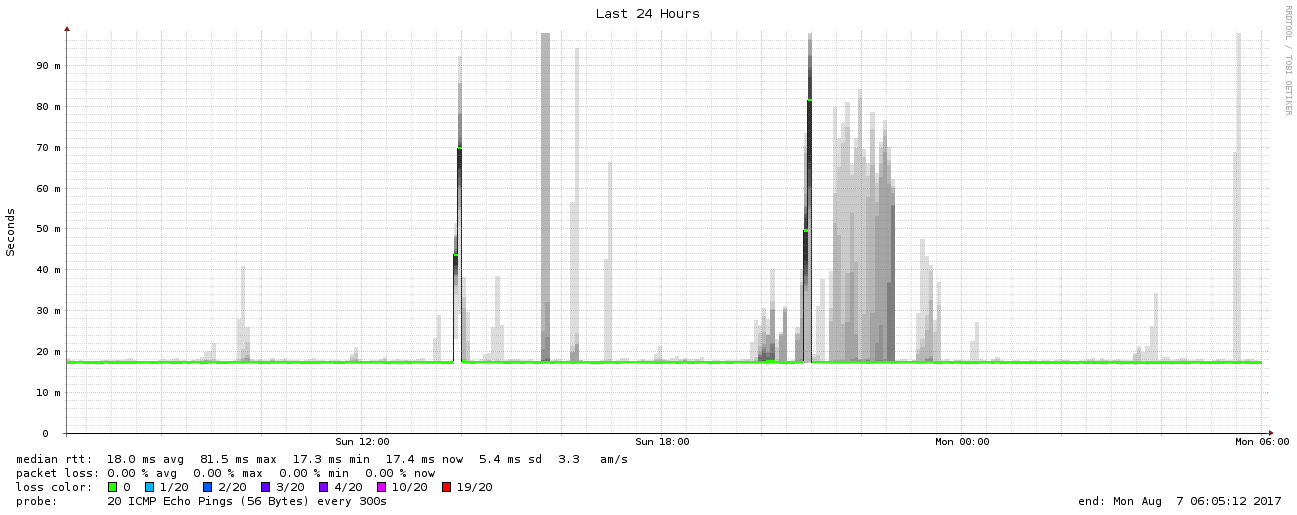 Last 24 Hours
RRDTOOL / TOBI OETIKER
Seconds
90 m
80 m
70 m
60 m
50 m
40 m
30 m
20 m
10 m
0
Sun 12:00 Sun 18:00 Mon 00:00 Mon 06:00
median rtt: 18.0 ms avg 81.5 ms max 17.3 ms min 17.4 ms now 5.4 ms sd 3.3 am/s
packet loss: 0.00 % avg 0.00 % max 0.00 % min 0.00 % now
loss color: 0 1/20 2/20 3/20 4/20 10/20 19/20
probe: 20 ICMP Echo Pings (56 Bytes) every 300s end: Mon Aug 7 06:05:12 2017